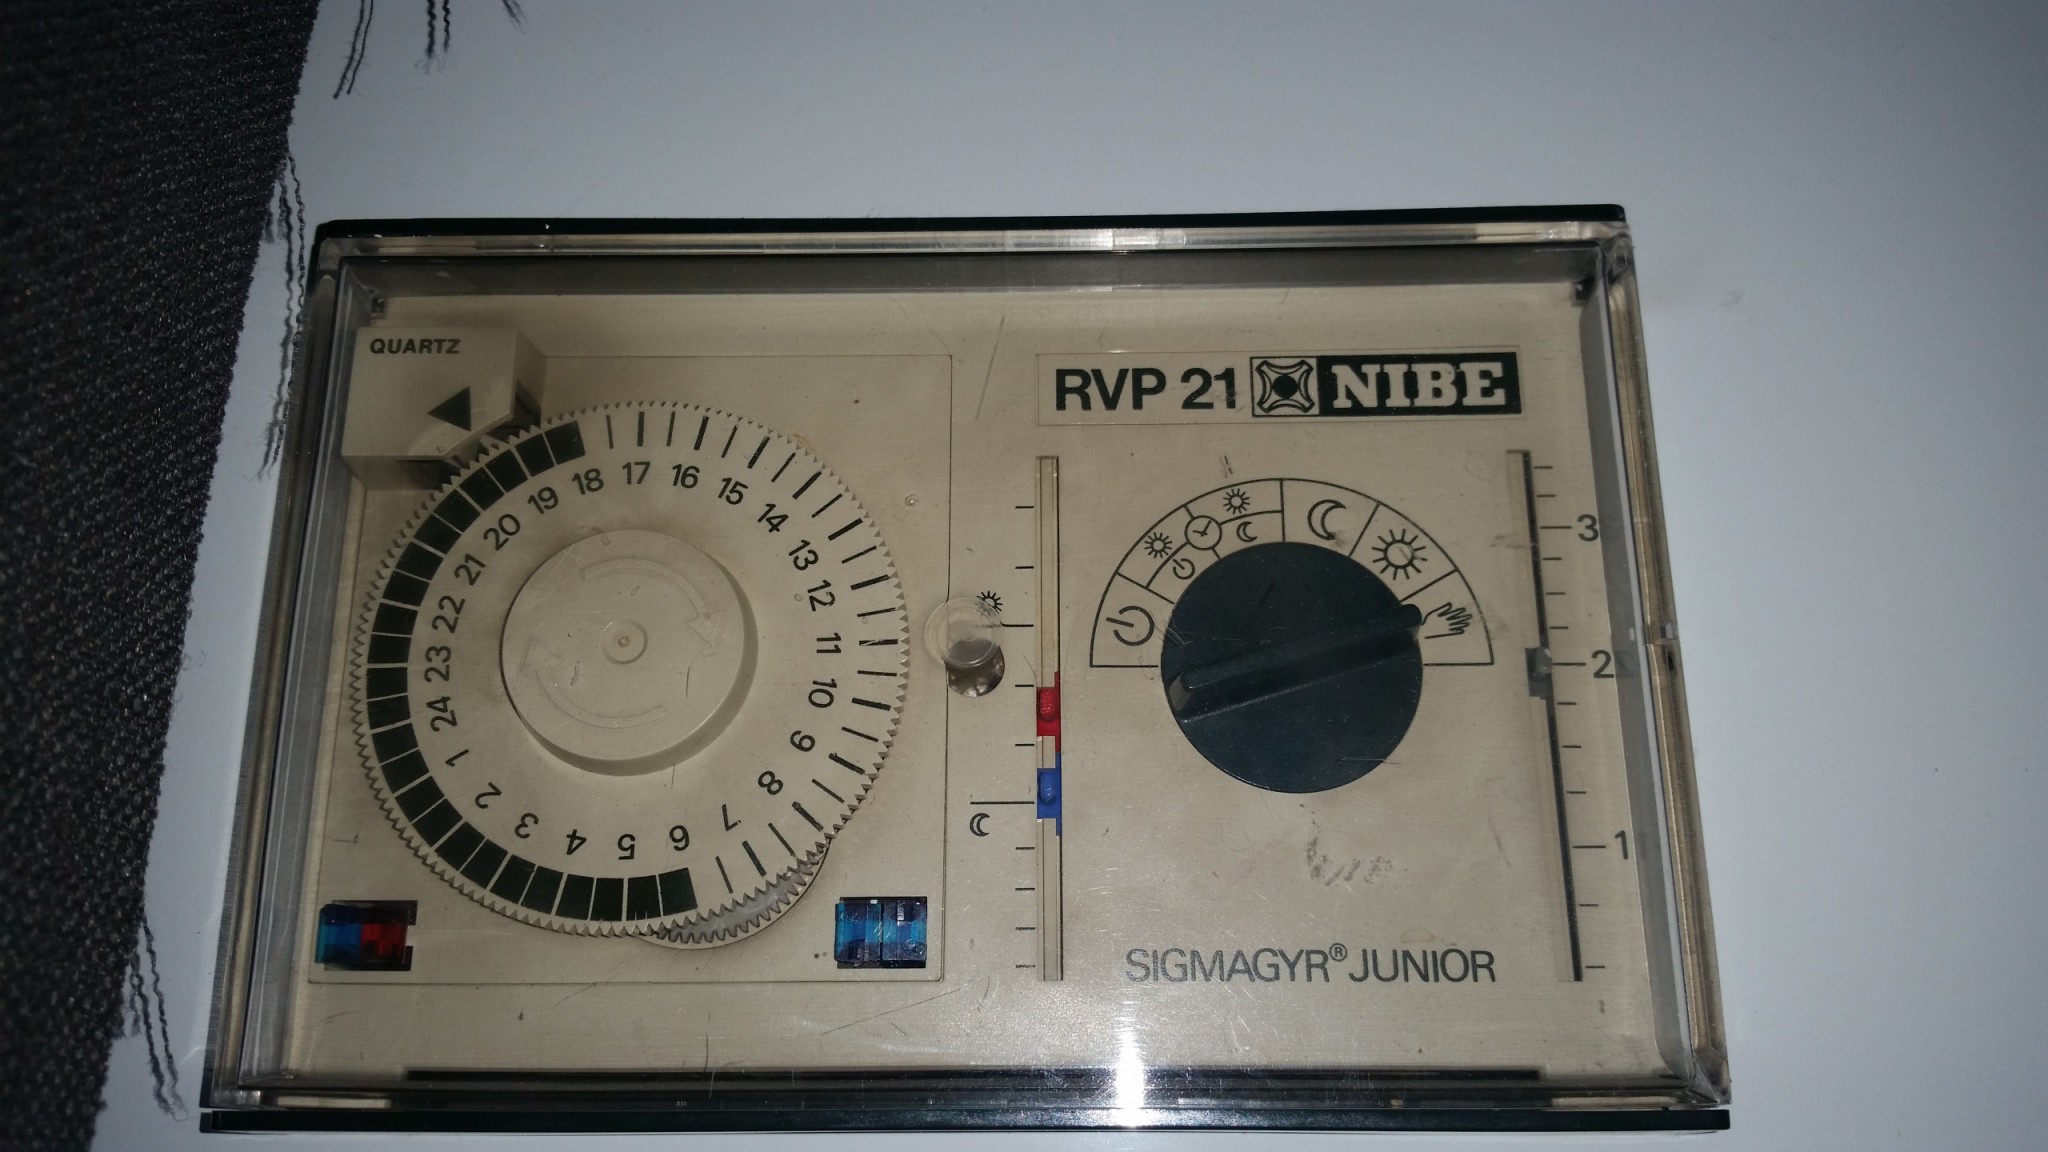 QUARTZ
RVP 21 NIBE
18 17 16 15 14 13 12 11 10 9 8 7 6 5 4 3 2 1 24 23 22 21 20 19
3
2
1
SIGMAGYR® JUNIOR